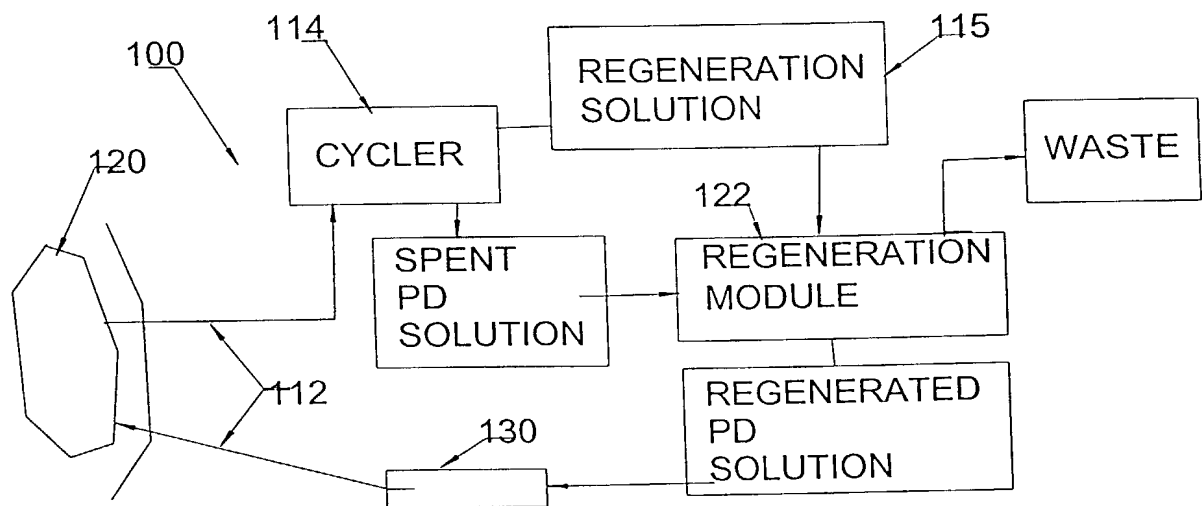 114
115
100
REGENERATION
SOLUTION
CYCLER
WASTE
120
122
SPENT
PD
SOLUTION
REGENERATION
MODULE
112
130
REGENERATED
PD
SOLUTION